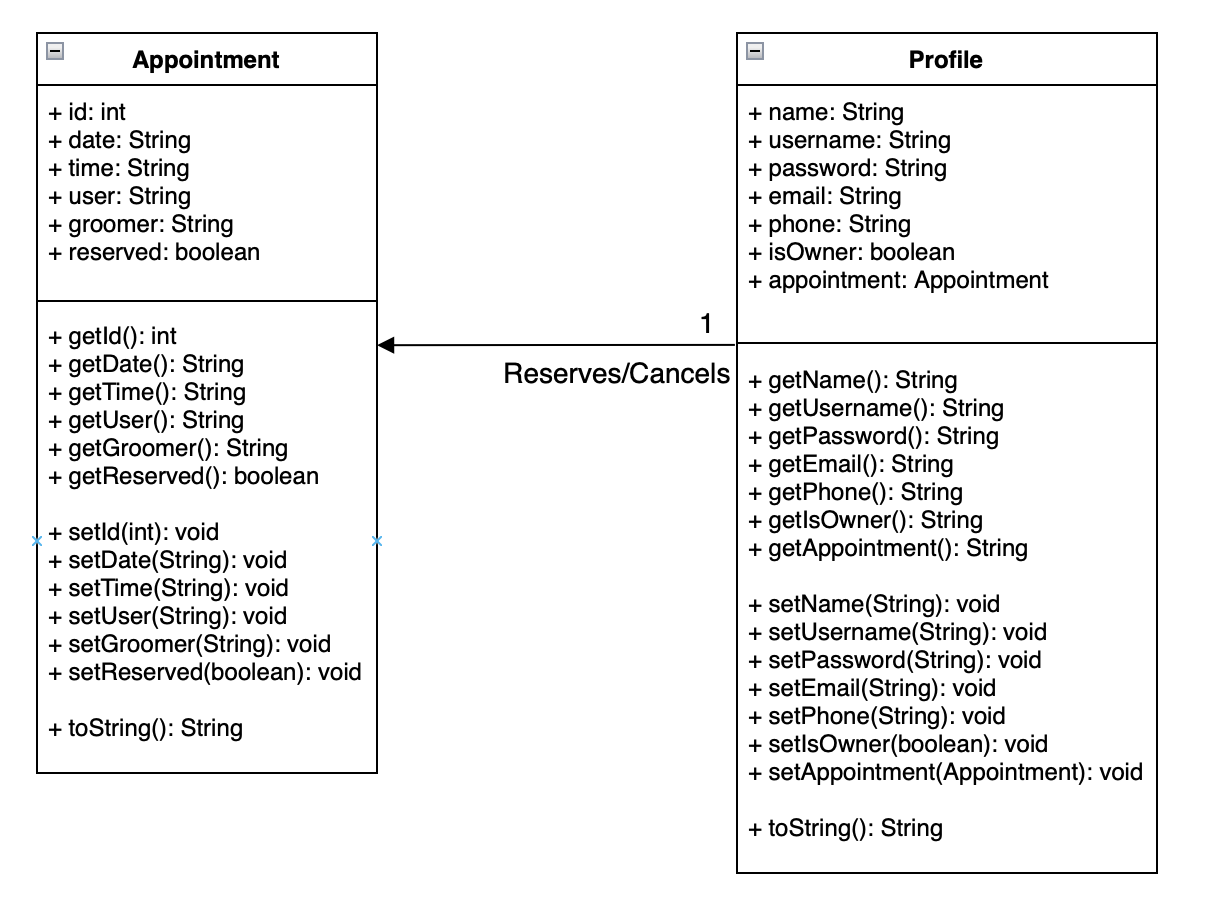 Appointment
+ id: int
+ date: String
+ time: String
+ user: String
+ groomer: String
+ reserved: boolean
+ getId(): int
+ getDate(): String
+ getTime(): String
+ getUser(): String
+ getGroomer(): String
+ getReserved(): boolean
+ setId(int): void
+ setDate(String): void
+ setTime(String): void
+ setUser(String): void
+ setGroomer(String): void
+ setReserved(boolean): void
+ toString(): String
1
Reserves/Cancels
Profile
+ name: String
+ username: String
+ password: String
+ email: String
+ phone: String
+ isOwner: boolean
+ appointment: Appointment
+ getName(): String
+ getUsername(): String
+ getPassword(): String
+ getEmail(): String
+ getPhone(): String
+ getIsOwner(): String
+ getAppointment(): String
+ setName(String): void
+ setUsername(String): void
+ setPassword(String): void
+ setEmail(String): void
+ setPhone(String): void
+ setIsOwner(boolean): void
+ setAppointment(Appointment): void
+ toString(): String